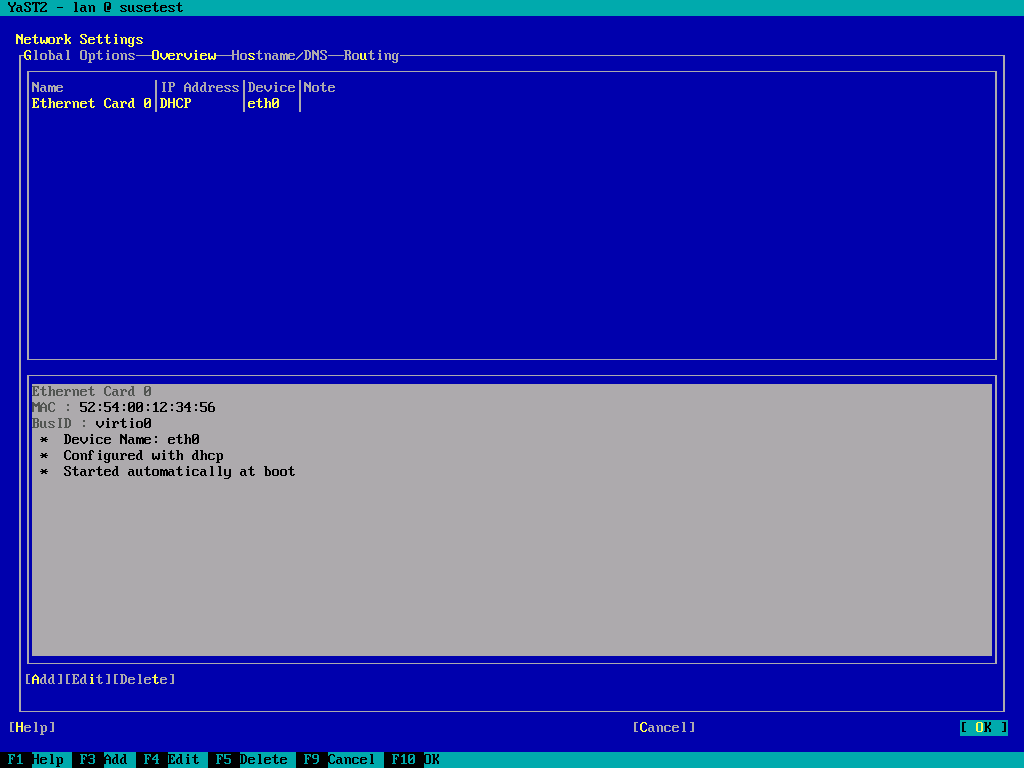 YaST2 - lan @ susetest
Network Settings
Global Options Overview Hostname/DNS Routing
Name IP Address Device Note
Ethernet Card 0 DHCP eth0
Ethernet Card 0
MAC : 52:54:00:12:34:56
BusID : virtio0
* Device Name: eth0
* Configured with dhcp
* Started automatically at boot
[Add][Edit][Delete]
[Help] [Cancel] [ OK ]
F1 Help F3 Add F4 Edit F5 Delete F9 Cancel F10 OK